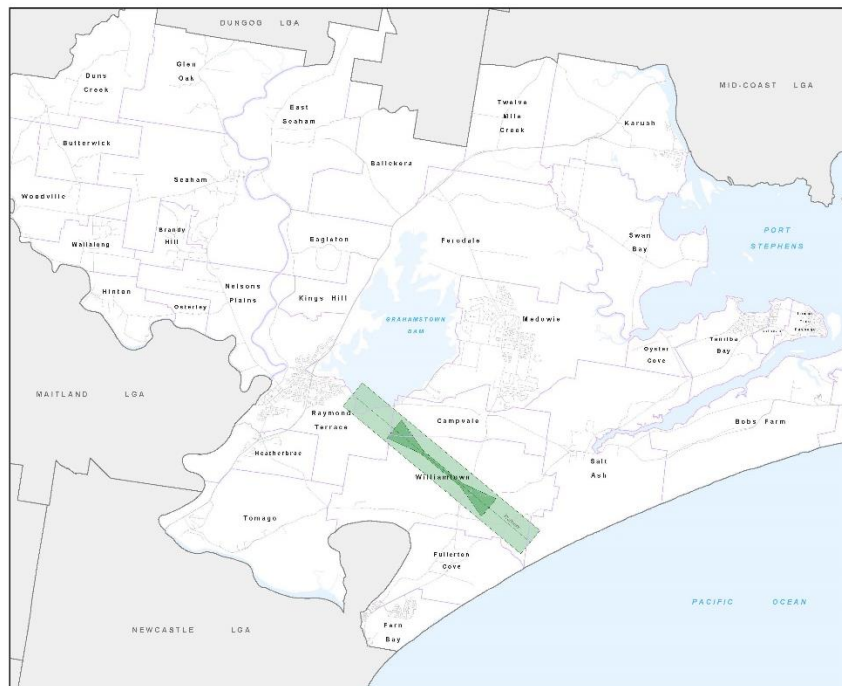 DUNGOG LGA
MID-COAST LGA
Duns
Creek
Glen
Oak
East
Seaham
Twelve
Mile
Creek
Karuah
Butterwick
Balickera
Seaham
Woodville
Brandy
Hill
Wallalong
Eagleton
Ferodale
Swan
Bay
PORT
STEPHENS
Hinton
Osterley
Nelsons
Plains
Kings Hill
GRAHAMSTOWN
DAM
Medowie
Oyster
Cove
Tanilba
Bay
MAITLAND LGA
Raymond
Terrace
Campvale
Bobs Farm
Heatherbrae
Williamtown
Salt
Ash
Tomago
Fullerton
Cove
Fern
Bay
PACIFIC OCEAN
NEWCASTLE LGA